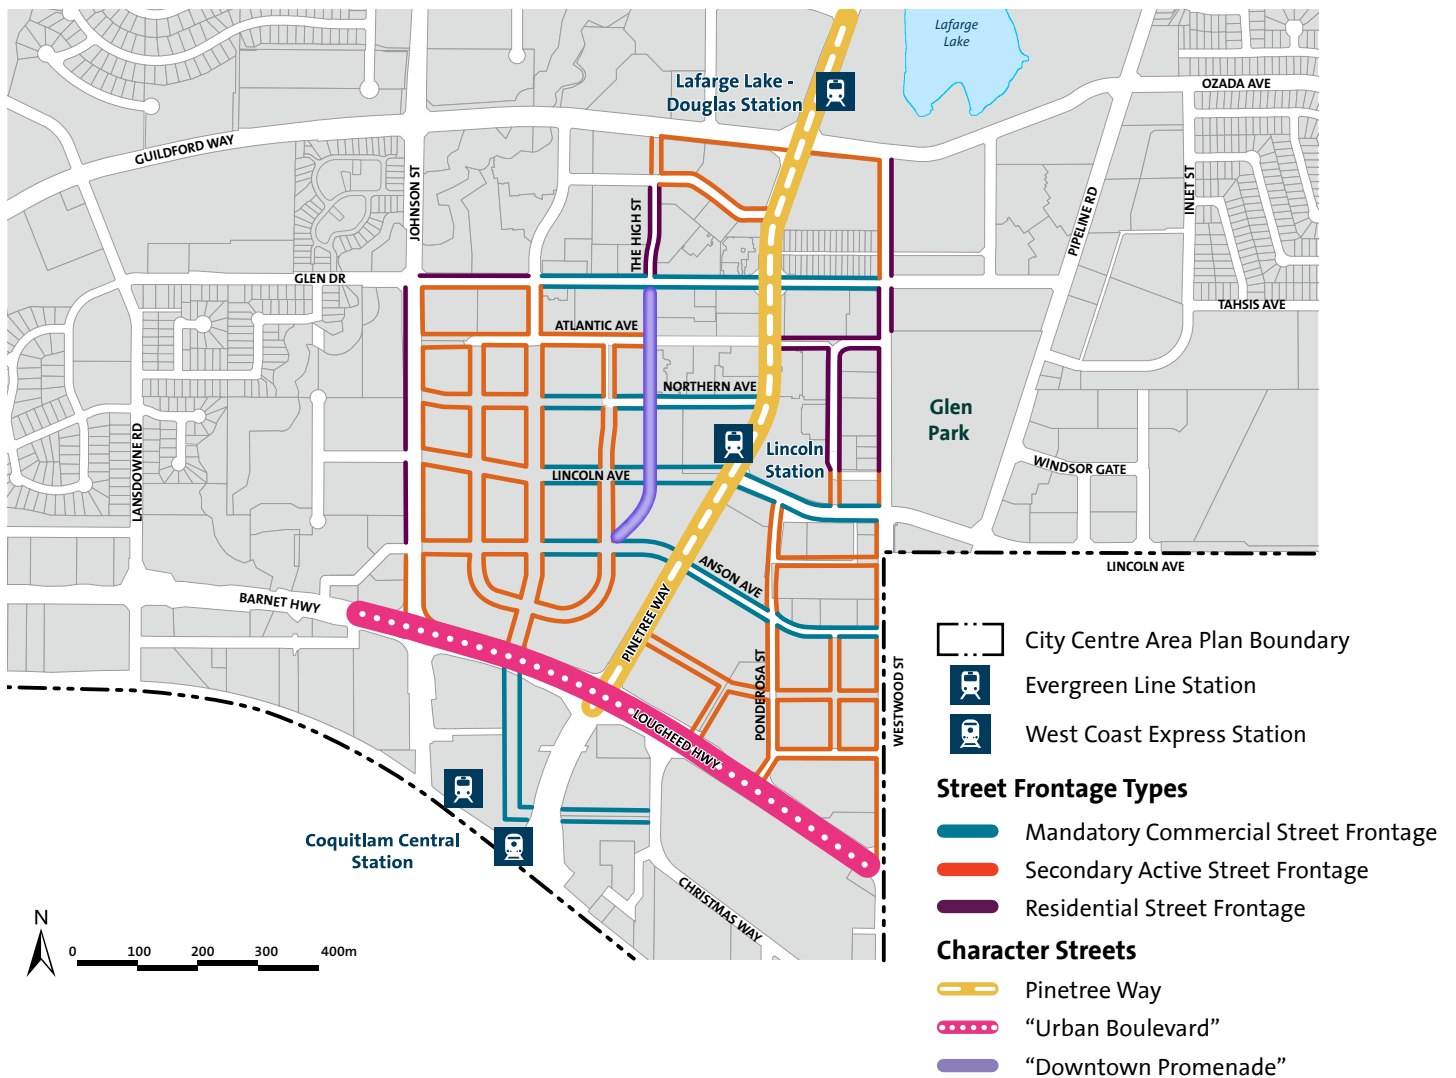 Lafarge
Lake
Lafarge Lake -
Douglas Station
OZADA AVE
GUILDFORD WAY
JOHNSON ST
INLET ST
PIPELINE RD
THE HIGH ST
GLEN DR
TAHSIS AVE
ATLANTIC AVE
NORTHERN AVE
Glen
Park
LANSDOWNE RD
Lincoln
Station
WINDSOR GATE
LINCOLN AVE
ANSON AVE
LINCOLN AVE
BARNET HWY
PINETREE WAY
PONDEROSA ST
WESTWOOD ST
LOUGHEED HWY
Coquitlam Central
Station
CHRISTMAS WAY
N
0 100 200 300 400m
City Centre Area Plan Boundary
Evergreen Line Station
West Coast Express Station
Street Frontage Types
Mandatory Commercial Street Frontage
Secondary Active Street Frontage
Residential Street Frontage
Character Streets
Pinetree Way
“Urban Boulevard”
“Downtown Promenade”